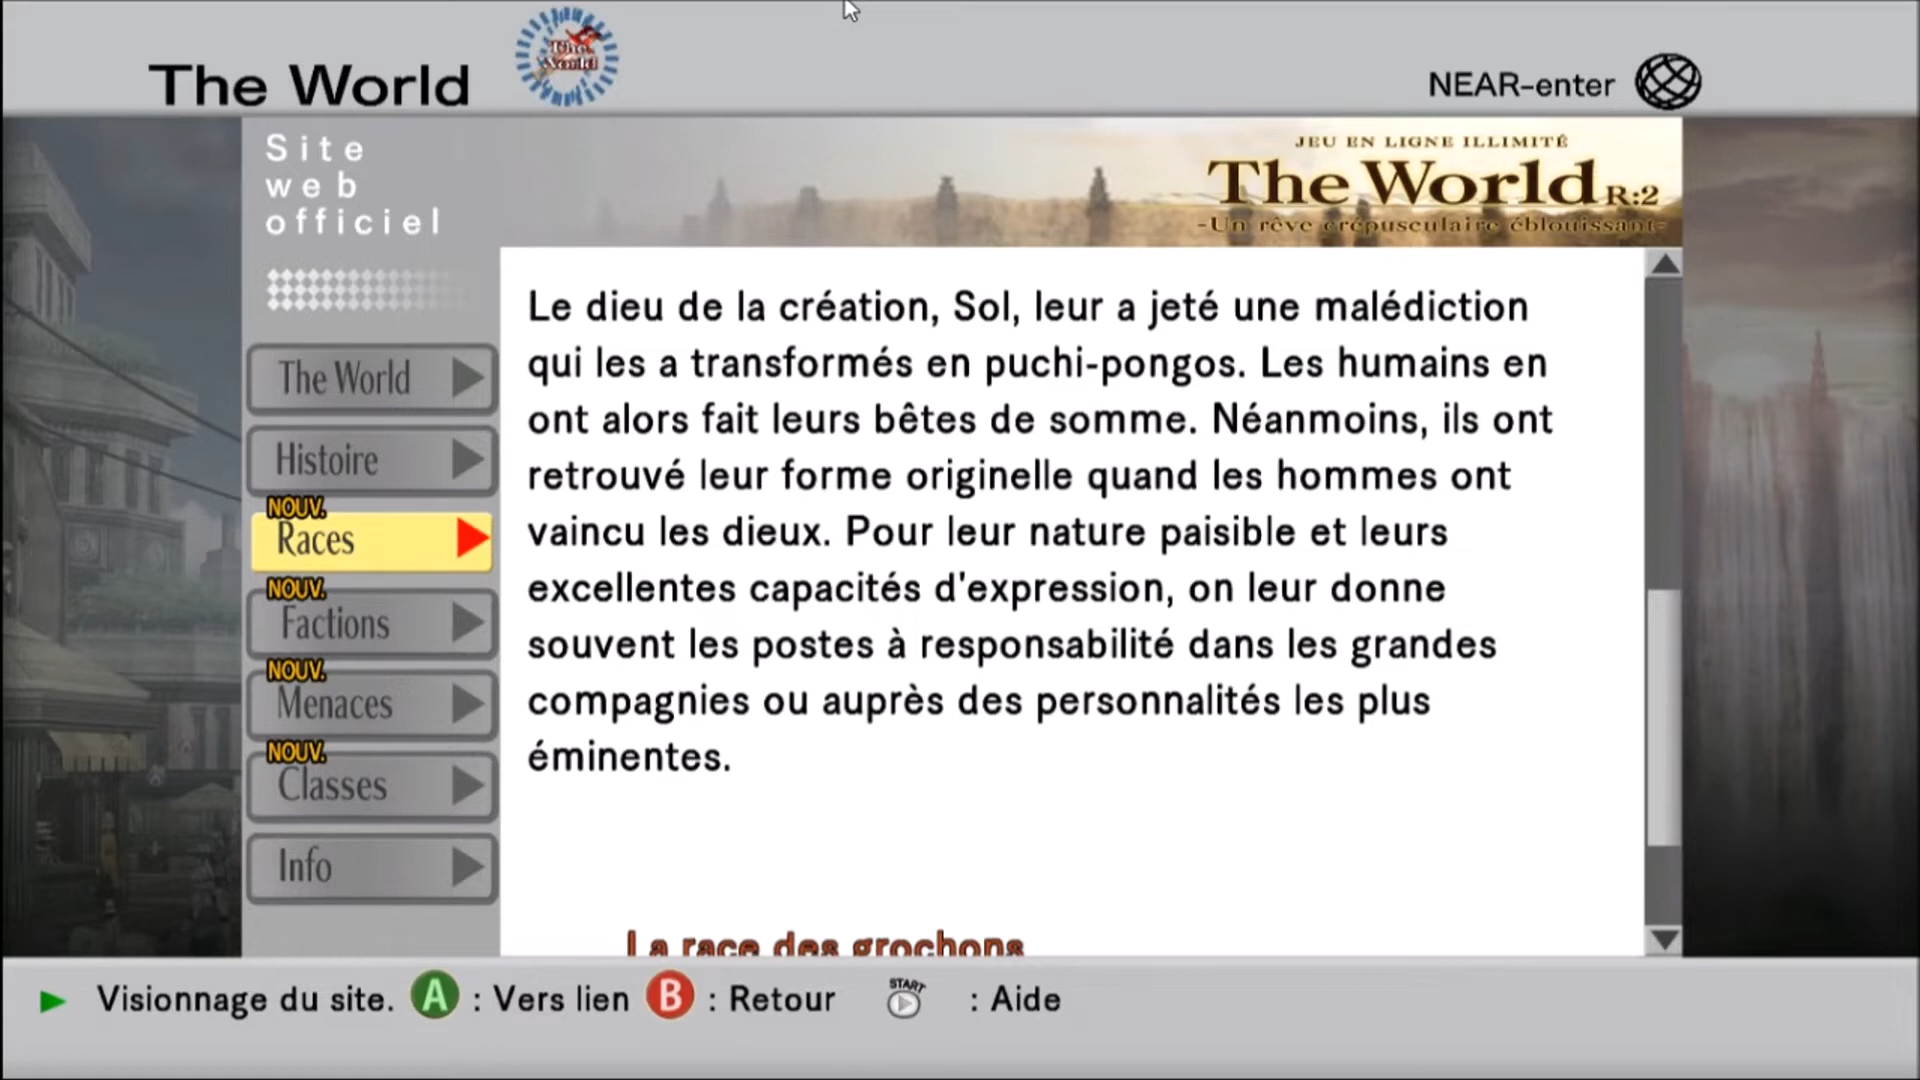 The World
The World
NEAR-enter
Site
web
officiel
JEU EN LIGNE ILLIMITÉ
The World R:2
-Un rêve crépusculaire éblouissant-
The World
Histoire
NOUV.
Races
NOUV.
Factions
NOUV.
Menaces
NOUV.
Classes
Info
Le dieu de la création, Sol, leur a jeté une malédiction
qui les a transformés en puchi-pongos. Les humains en
ont alors fait leurs bêtes de somme. Néanmoins, ils ont
retrouvé leur forme originelle quand les hommes ont
vaincu les dieux. Pour leur nature paisible et leurs
excellentes capacités d'expression, on leur donne
souvent les postes à responsabilité dans les grandes
compagnies ou auprès des personnalités les plus
éminentes.
La race des grochons
Visionnage du site. A : Vers lien B : Retour START : Aide